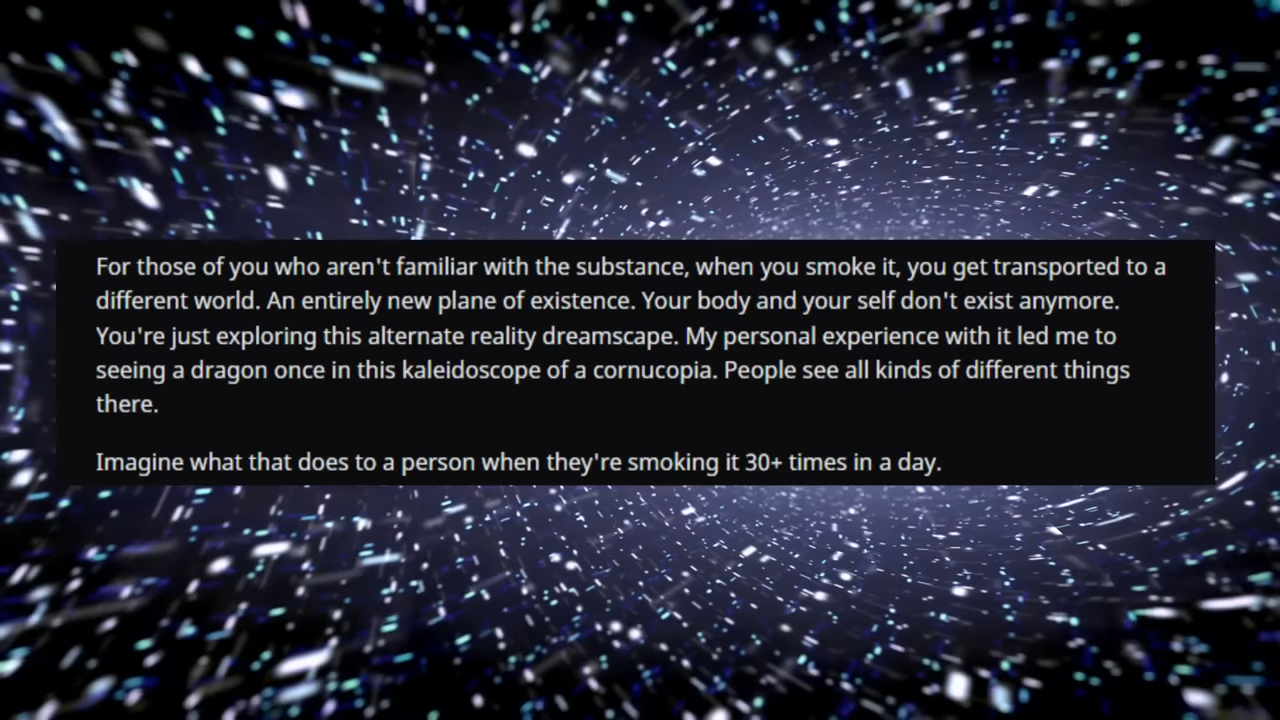 For those of you who aren't familiar with the substance, when you smoke it, you get transported to a
different world. An entirely new plane of existence. Your body and your self don't exist anymore.
You're just exploring this alternate reality dreamscape. My personal experience with it led me to
seeing a dragon once in this kaleidoscope of a cornucopia. People see all kinds of different things
there.
Imagine what that does to a person when they're smoking it 30+ times in a day.